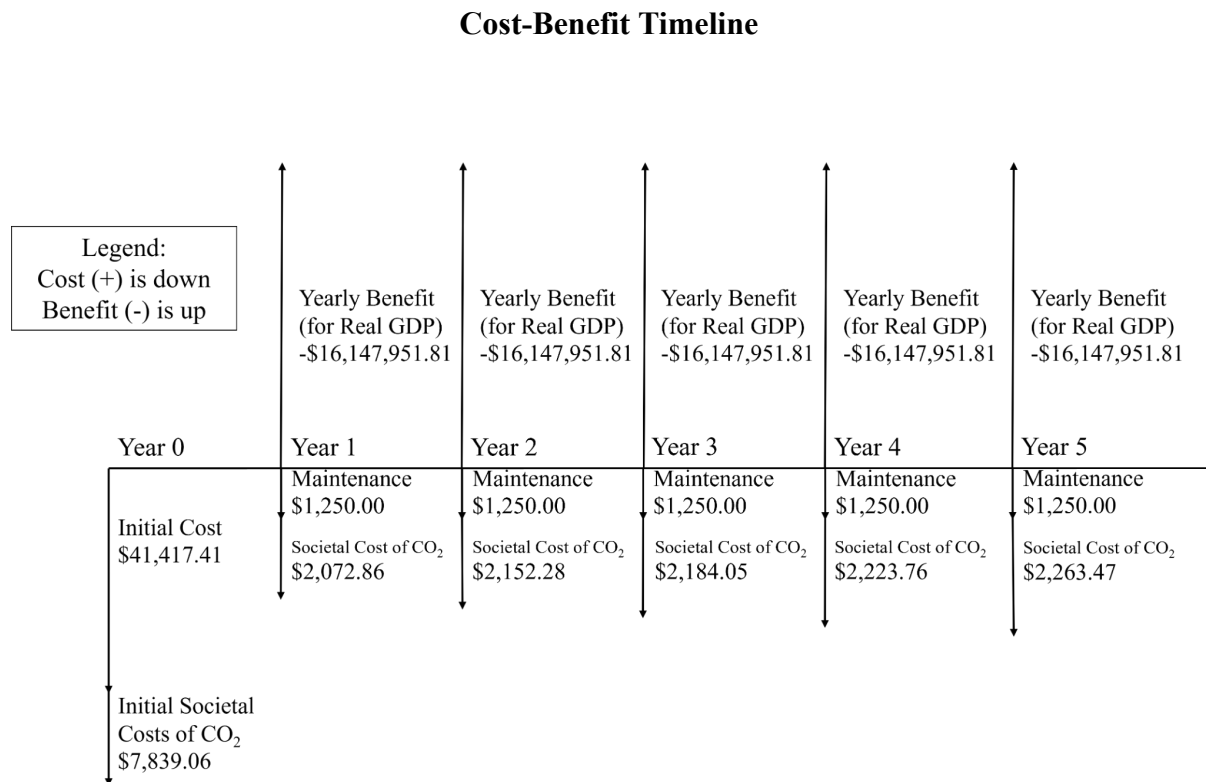 Cost-Benefit Timeline
Legend:
Cost (+) is down
Benefit (-) is up
Yearly Benefit
(for Real GDP)
-$16,147,951.81
Yearly Benefit
(for Real GDP)
-$16,147,951.81
Yearly Benefit
(for Real GDP)
-$16,147,951.81
Yearly Benefit
(for Real GDP)
-$16,147,951.81
Yearly Benefit
(for Real GDP)
-$16,147,951.81
Year 0
Initial Cost
$41,417.41
Initial Societal
Costs of CO₂
$7,839.06
Year 1
Maintenance
$1,250.00
Societal Cost of CO₂
$2,072.86
Year 2
Maintenance
$1,250.00
Societal Cost of CO₂
$2,152.28
Year 3
Maintenance
$1,250.00
Societal Cost of CO₂
$2,184.05
Year 4
Maintenance
$1,250.00
Societal Cost of CO₂
$2,223.76
Year 5
Maintenance
$1,250.00
Societal Cost of CO₂
$2,263.47